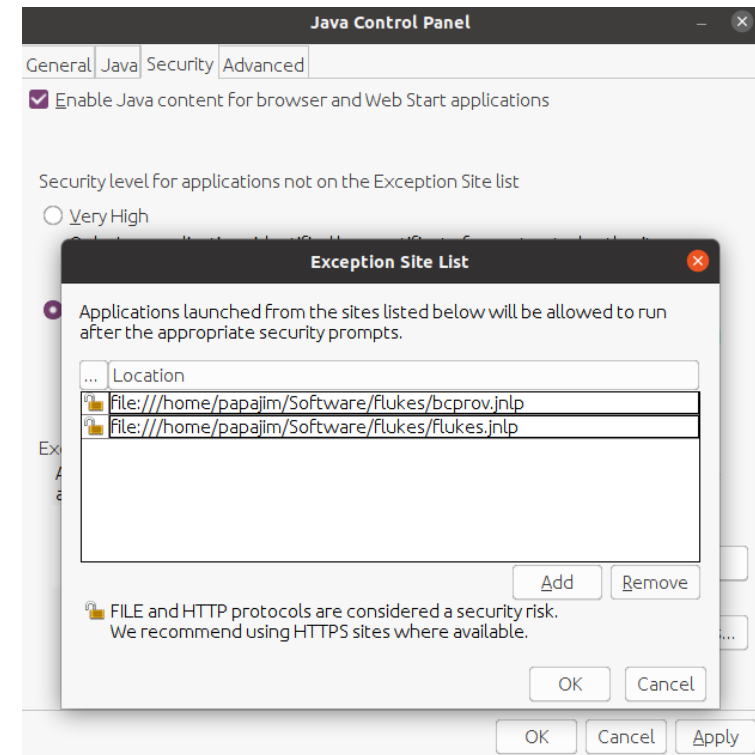 Java Control Panel
General Java Security Advanced
Enable Java content for browser and Web Start applications
Security level for applications not on the Exception Site list
Very High
Exception Site List
Applications launched from the sites listed below will be allowed to run
after the appropriate security prompts.
... Location
file:///home/papajim/Software/flukes/bcprov.jnlp
file:///home/papajim/Software/flukes/flukes.jnlp
Add Remove
FILE and HTTP protocols are considered a security risk.
We recommend using HTTPS sites where available.
OK Cancel
OK Cancel Apply